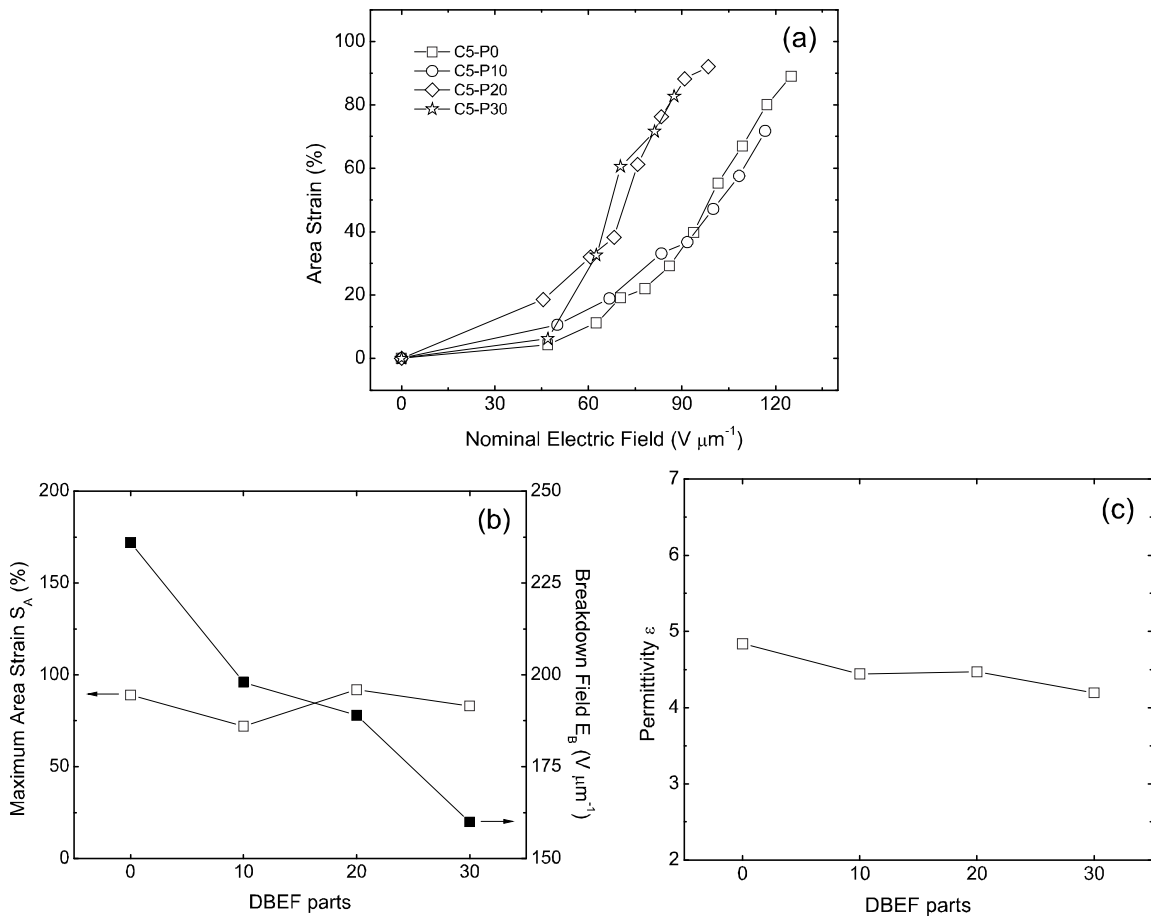 (a)
C5-P0
C5-P10
C5-P20
C5-P30
100
80
60
40
20
0
Area Strain (%)
0 30 60 90 120
Nominal Electric Field (V μm⁻¹)
(b)
200
150
100
50
0
Maximum Area Strain S_A (%)
250
225
200
175
150
Breakdown Field E_B (V μm⁻¹)
0 10 20 30
DBEF parts
(c)
7
6
5
4
3
2
Permittivity ε
0 10 20 30
DBEF parts